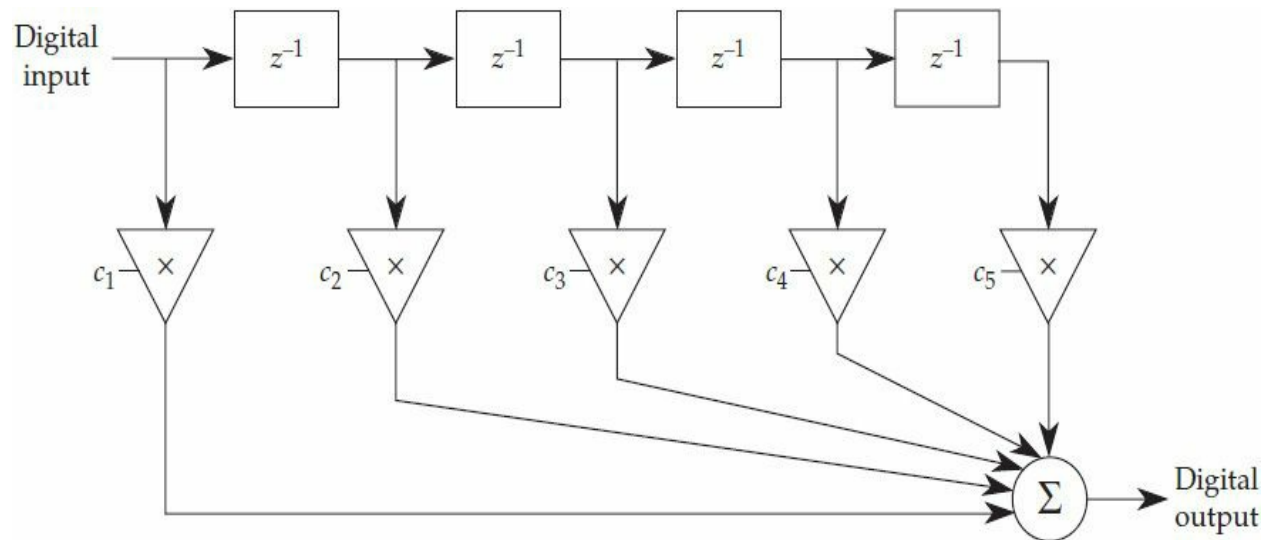 Digital
input
z⁻¹
z⁻¹
z⁻¹
z⁻¹
c₁
×
c₂
×
c₃
×
c₄
×
c₅
×
Σ
Digital
output